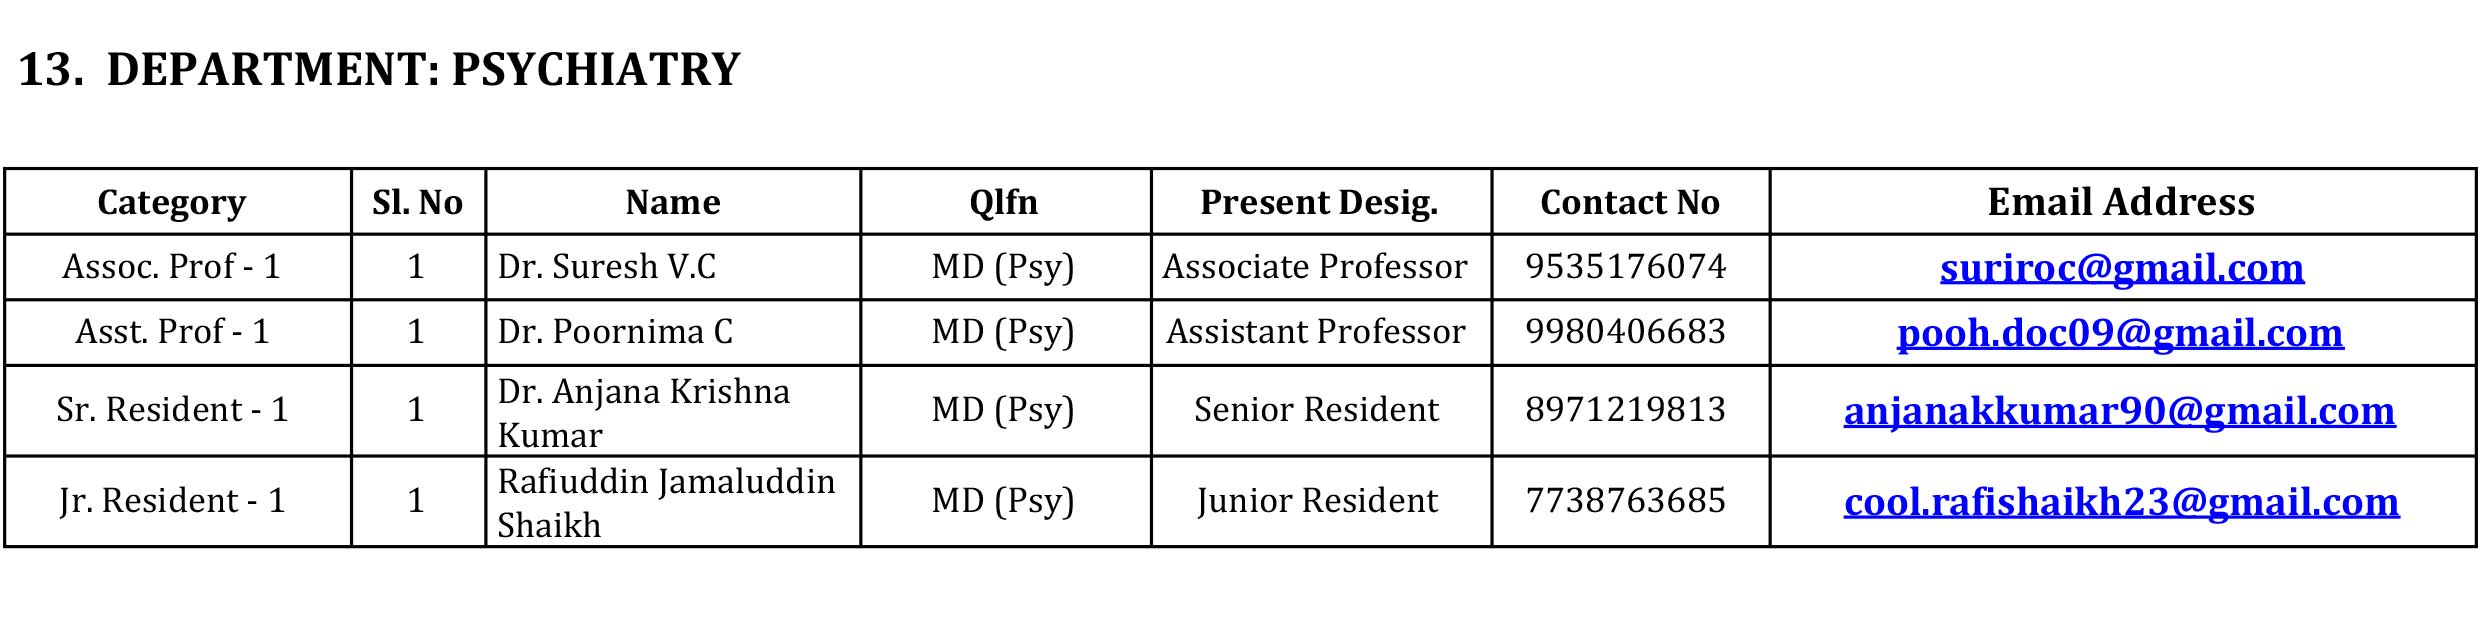 13. DEPARTMENT: PSYCHIATRY
Category Sl. No Name Qlfn Present Desig. Contact No Email Address
Assoc. Prof - 1 1 Dr. Suresh V.C MD (Psy) Associate Professor 9535176074 suriroc@gmail.com
Asst. Prof - 1 1 Dr. Poornima C MD (Psy) Assistant Professor 9980406683 pooh.doc09@gmail.com
Sr. Resident - 1 1 Dr. Anjana Krishna
Kumar MD (Psy) Senior Resident 8971219813 anjanakkumar90@gmail.com
Jr. Resident - 1 1 Rafiuddin Jamaluddin
Shaikh MD (Psy) Junior Resident 7738763685 cool.rafishaikh23@gmail.com